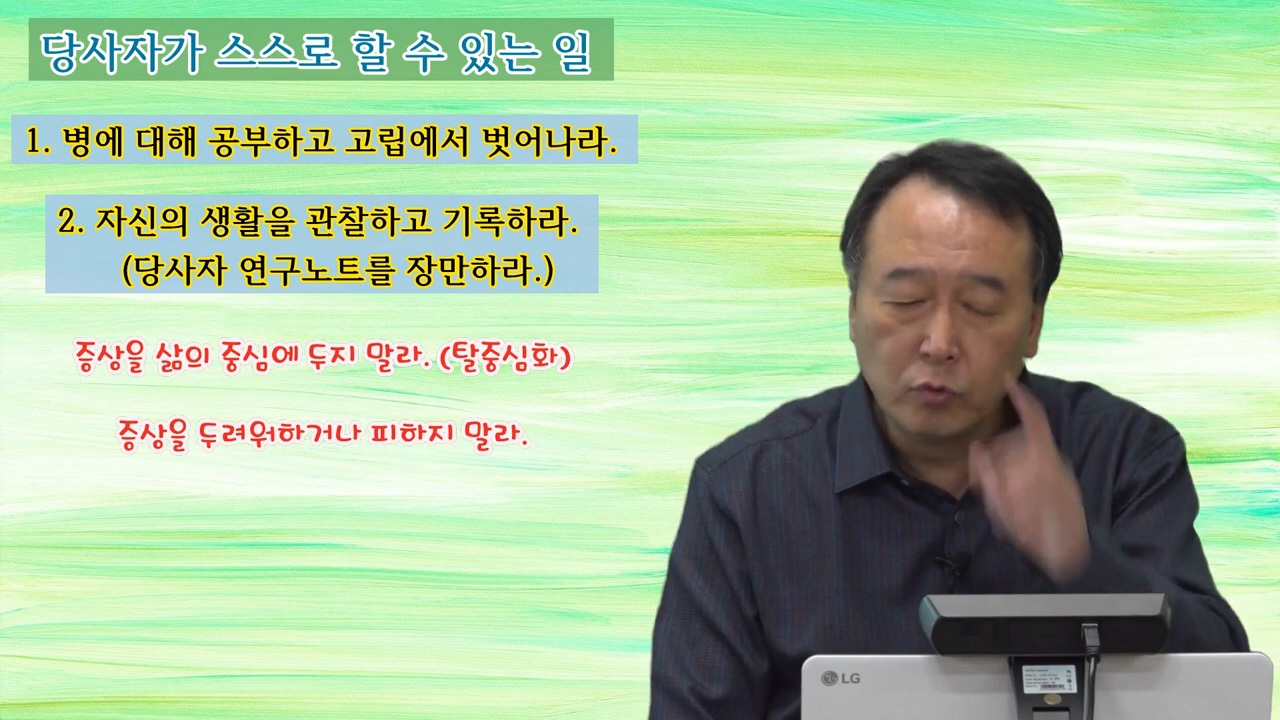 당사자가 스스로 할 수 있는 일
1. 병에 대해 공부하고 고립에서 벗어나라.
2. 자신의 생활을 관찰하고 기록하라.
(당사자 연구노트를 장만하라.)
증상을 삶의 중심에 두지 말라. (탈중심화)
증상을 두려워하거나 피하지 말라.
LG